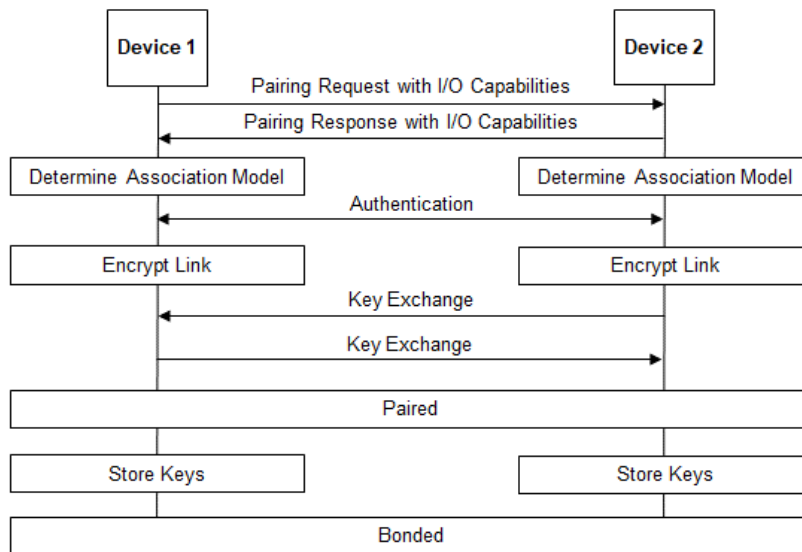 Device 1
Device 2
Pairing Request with I/O Capabilities
Pairing Response with I/O Capabilities
Determine Association Model
Determine Association Model
Authentication
Encrypt Link
Encrypt Link
Key Exchange
Key Exchange
Paired
Store Keys
Store Keys
Bonded